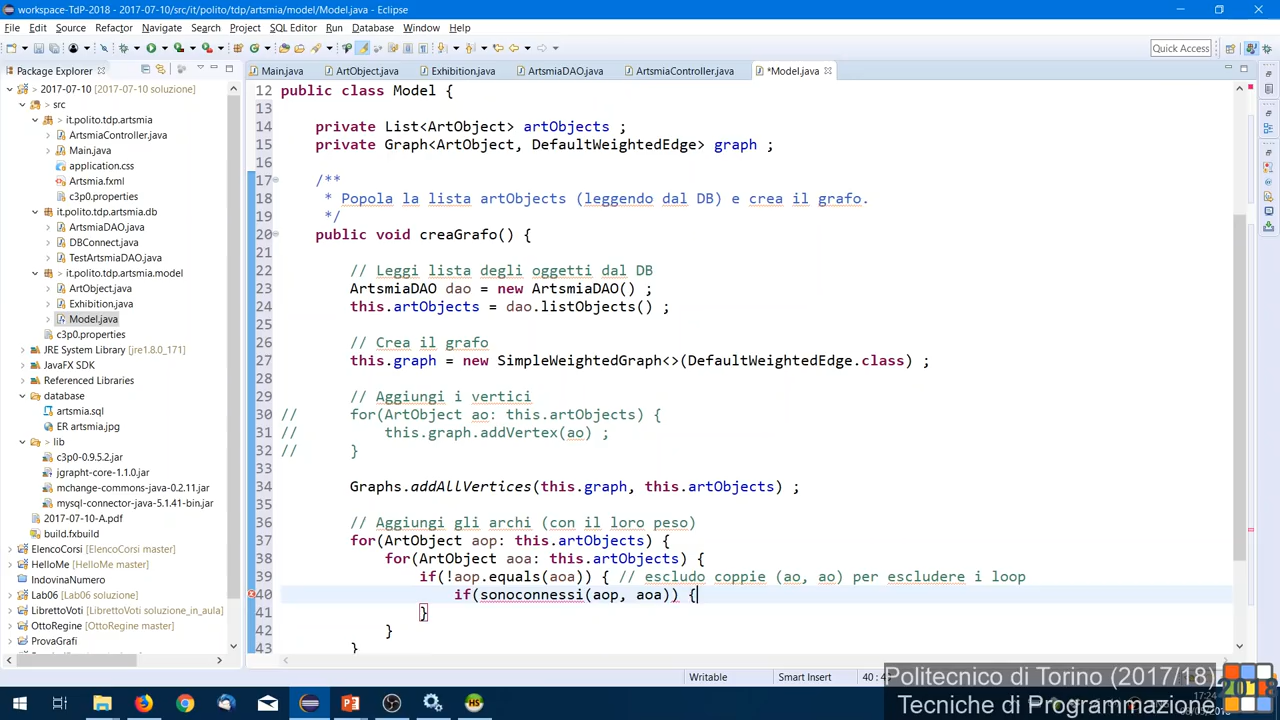 workspace-TdP-2018 - 2017-07-10/src/it/polito/tdp/artsmia/model/Model.java - Eclipse
File Edit Source Refactor Navigate Search Project SQL Editor Run Database Window Help
Quick Access
Package Explorer
Main.java ArtObject.java Exhibition.java ArtsmiaDAO.java ArtsmiaController.java *Model.java
2017-07-10 [2017-07-10 soluzione]
src
it.polito.tdp.artsmia
ArtsmiaController.java
Main.java
application.css
Artsmia.fxml
c3p0.properties
it.polito.tdp.artsmia.db
ArtsmiaDAO.java
DBConnect.java
TestArtsmiaDAO.java
it.polito.tdp.artsmia.model
ArtObject.java
Exhibition.java
Model.java
c3p0.properties
JRE System Library [jre1.8.0_171]
JavaFX SDK
Referenced Libraries
database
artsmia.sql
ER artsmia.jpg
lib
c3p0-0.9.5.2.jar
jgrapht-core-1.1.0.jar
mchange-commons-java-0.2.11.jar
mysql-connector-java-5.1.41-bin.jar
2017-07-10-A.pdf
build.fxbuild
ElencoCorsi [ElencoCorsi master]
HelloMe [HelloMe master]
IndovinaNumero
Lab06 [Lab06 master]
LibrettoVoti [LibrettoVoti soluzione_in_aula]
OttoRegine [OttoRegine master]
ProvaGrafi
12 public class Model {
13
14 private List<ArtObject> artObjects ;
15 private Graph<ArtObject, DefaultWeightedEdge> graph ;
16
17 /**
18 * Popola la lista artObjects (leggendo dal DB) e crea il grafo.
19 */
20 public void creaGrafo() {
21
22 // Leggi lista degli oggetti dal DB
23 ArtsmiaDAO dao = new ArtsmiaDAO() ;
24 this.artObjects = dao.listObjects() ;
25
26 // Crea il grafo
27 this.graph = new SimpleWeightedGraph<>(DefaultWeightedEdge.class) ;
28
29 // Aggiungi i vertici
30 // for(ArtObject ao: this.artObjects) {
31 // this.graph.addVertex(ao) ;
32 // }
33
34 Graphs.addAllVertices(this.graph, this.artObjects) ;
35
36 // Aggiungi gli archi (con il loro peso)
37 for(ArtObject aop: this.artObjects) {
38 for(ArtObject aoa: this.artObjects) {
39 if(!aop.equals(aoa)) { // escludo coppie (ao, ao) per escludere i loop
40 if(sonoconnessi(aop, aoa)) {
41 }
42 }
43 }
Writable Smart Insert 40 : 4
Politecnico di Torino (2017/18)
Tecniche di Programmazione
2018
17:24